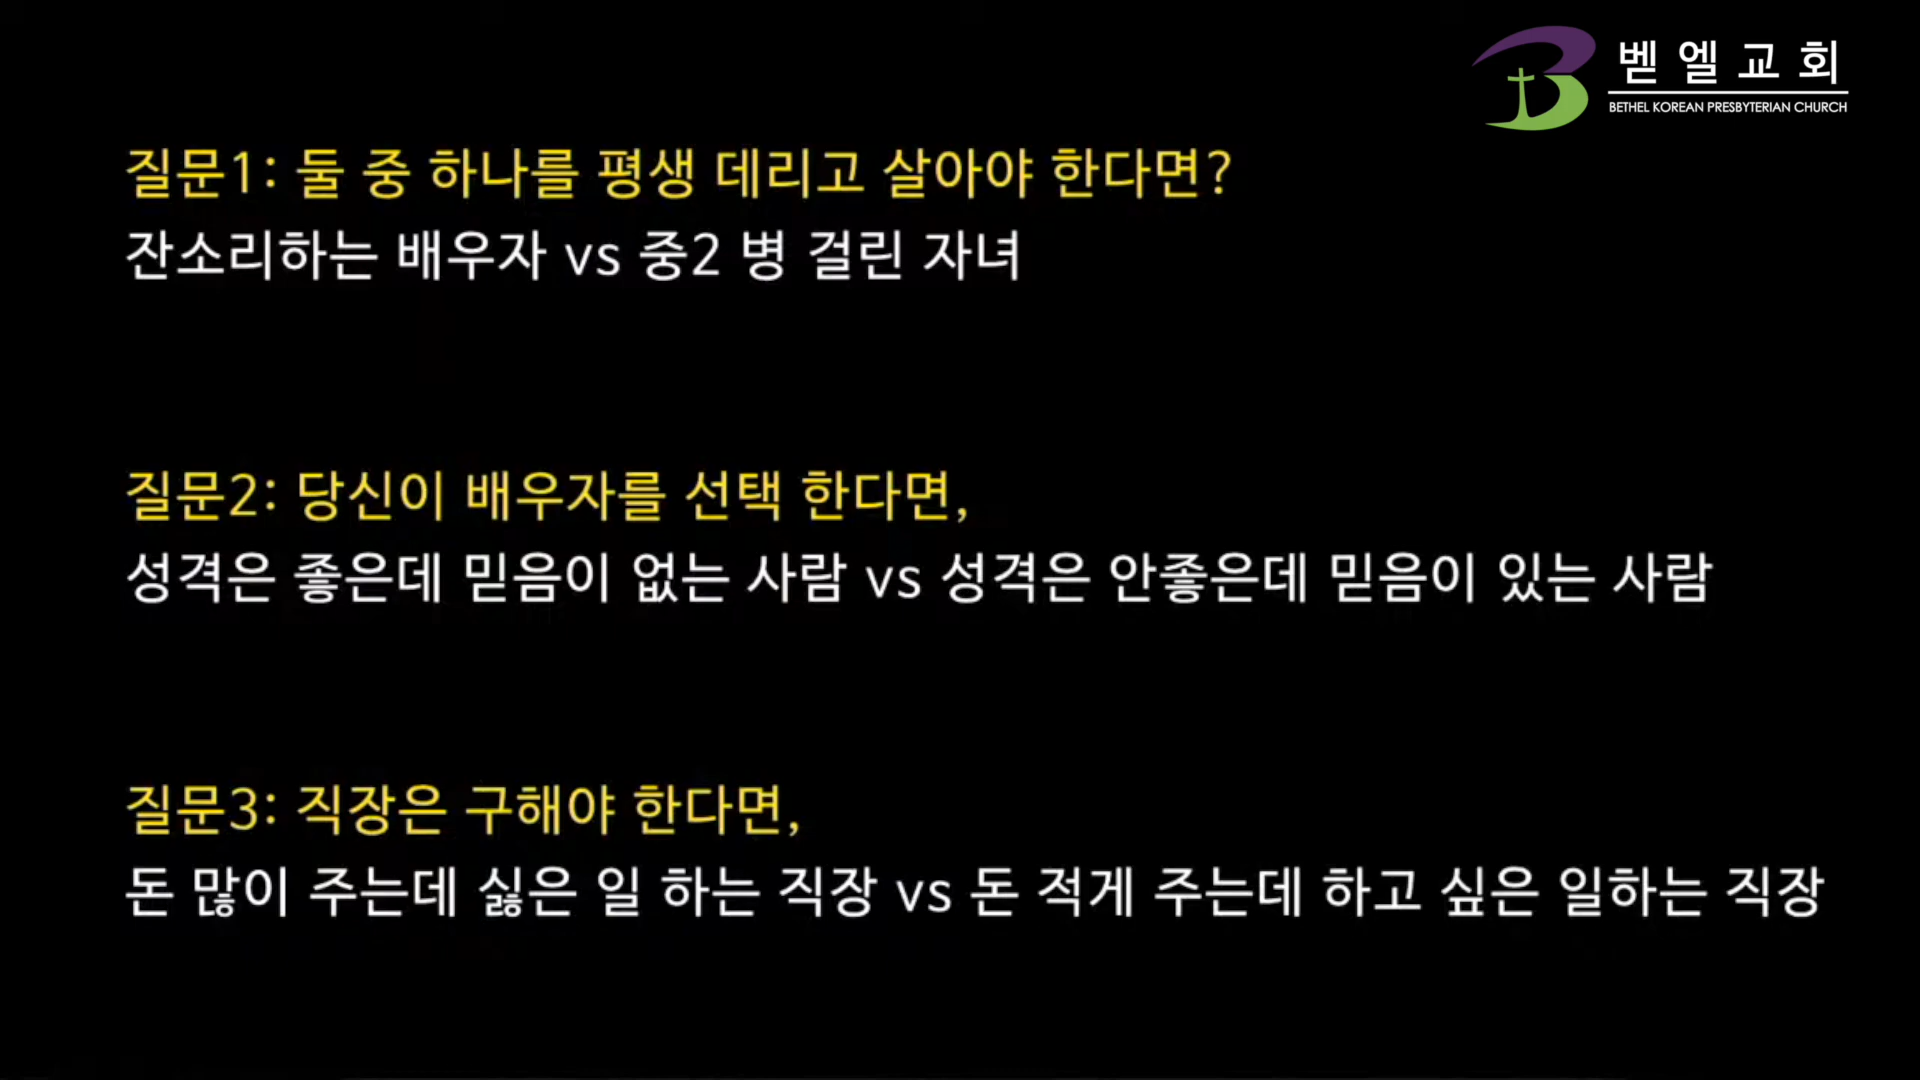 벧엘교회
BETHEL KOREAN PRESBYTERIAN CHURCH
질문1: 둘 중 하나를 평생 데리고 살아야 한다면?
잔소리하는 배우자 vs 중2 병 걸린 자녀
질문2: 당신이 배우자를 선택 한다면,
성격은 좋은데 믿음이 없는 사람 vs 성격은 안좋은데 믿음이 있는 사람
질문3: 직장은 구해야 한다면,
돈 많이 주는데 싫은 일 하는 직장 vs 돈 적게 주는데 하고 싶은 일하는 직장